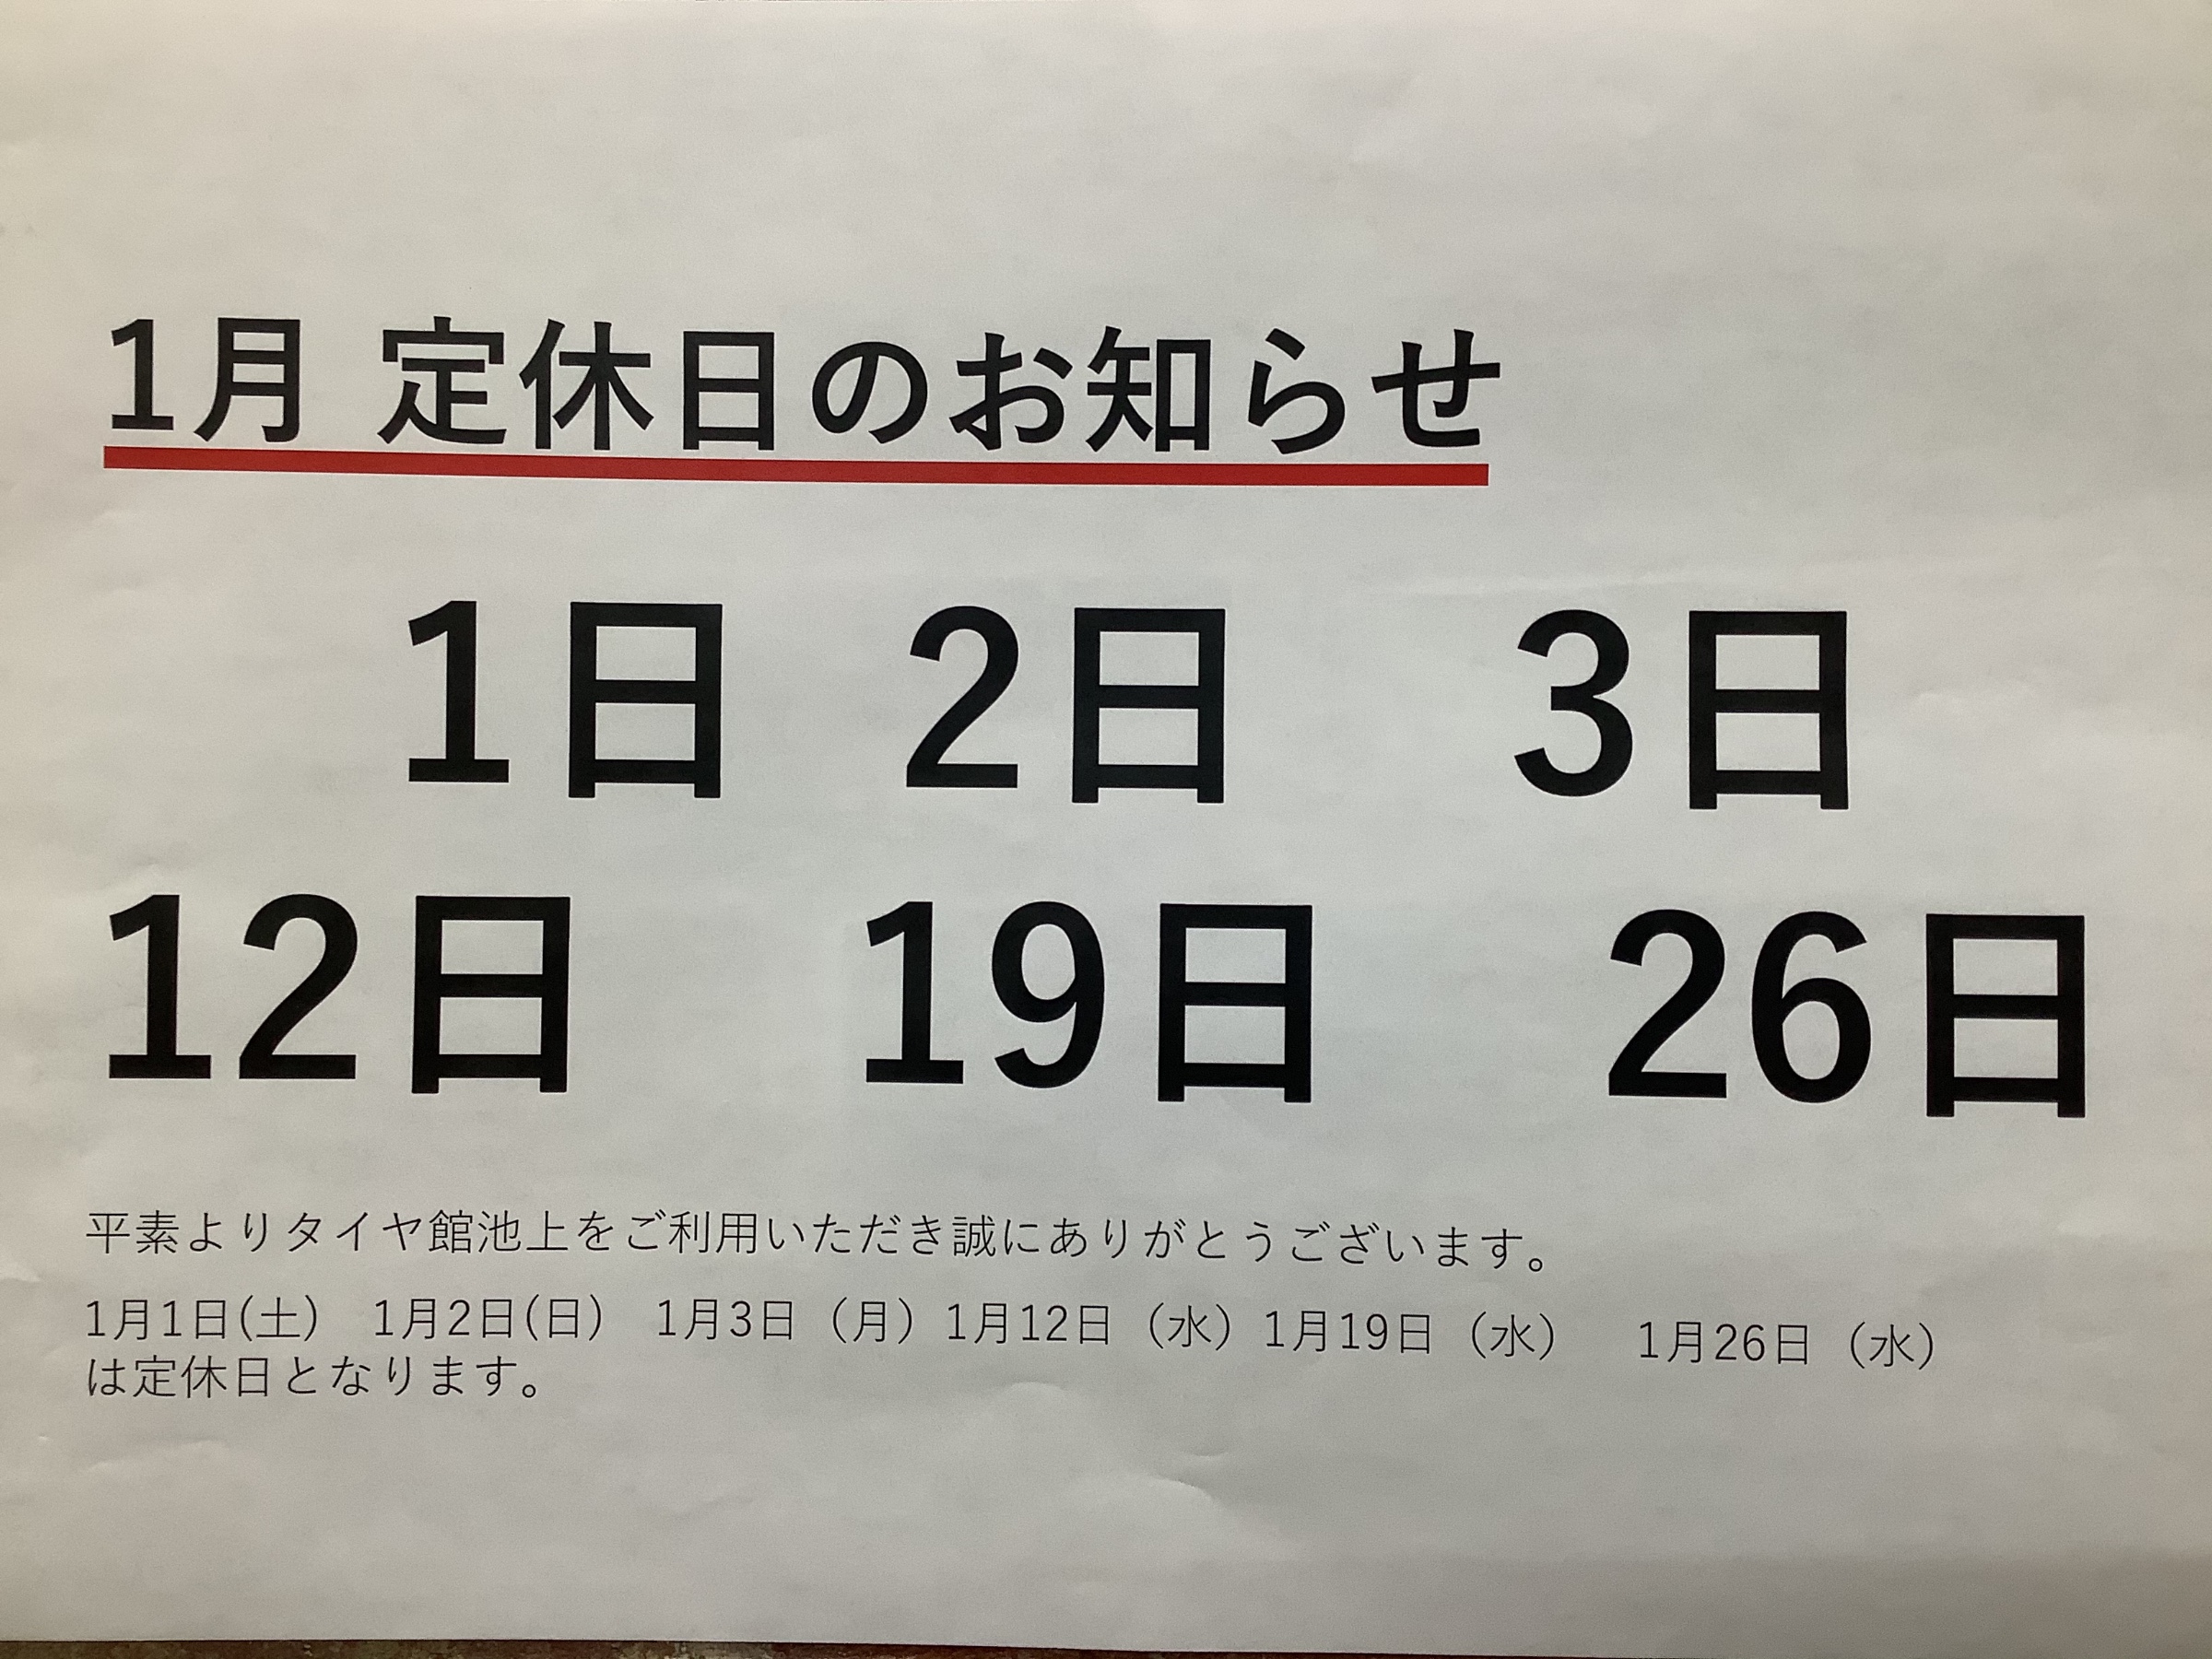 1月 定休日のお知らせ
1日 2日 3日
12日 19日 26日
平素よりタイヤ館池上をご利用いただき誠にありがとうございます。
1月1日(土) 1月2日(日) 1月3日（月）1月12日（水）1月19日（水） 1月26日（水）
は定休日となります。